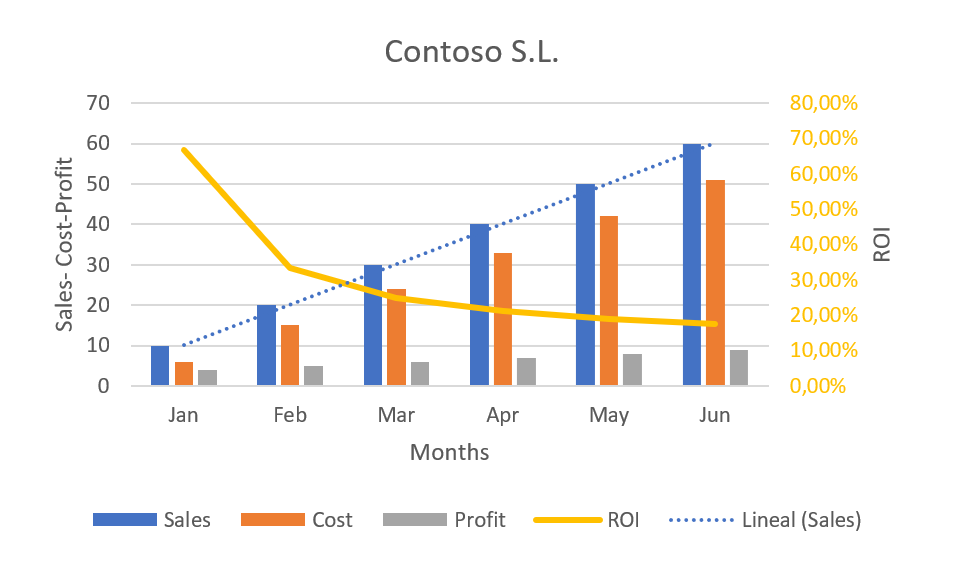 Contoso S.L.
70
60
50
40
30
20
10
0
Sales- Cost-Profit
80,00%
70,00%
60,00%
50,00%
40,00%
30,00%
20,00%
10,00%
0,00%
ROI
Jan Feb Mar Apr May Jun
Months
Sales Cost Profit ROI Lineal (Sales)